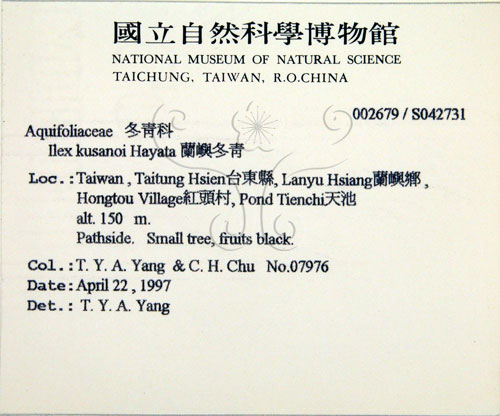 國立自然科學博物館
NATIONAL MUSEUM OF NATURAL SCIENCE
TAICHUNG, TAIWAN, R.O.CHINA
002679 / S042731
Aquifoliaceae 冬青科
Ilex kusanoi Hayata 蘭嶼冬青
Loc.:Taiwan , Taitung Hsien台東縣, Lanyu Hsiang蘭嶼鄉 ,
Hongtou Village紅頭村, Pond Tienchi天池
alt. 150 m.
Pathside. Small tree, fruits black.
Col.:T. Y. A. Yang & C. H. Chu No.07976
Date:April 22 , 1997
Det.: T. Y. A. Yang